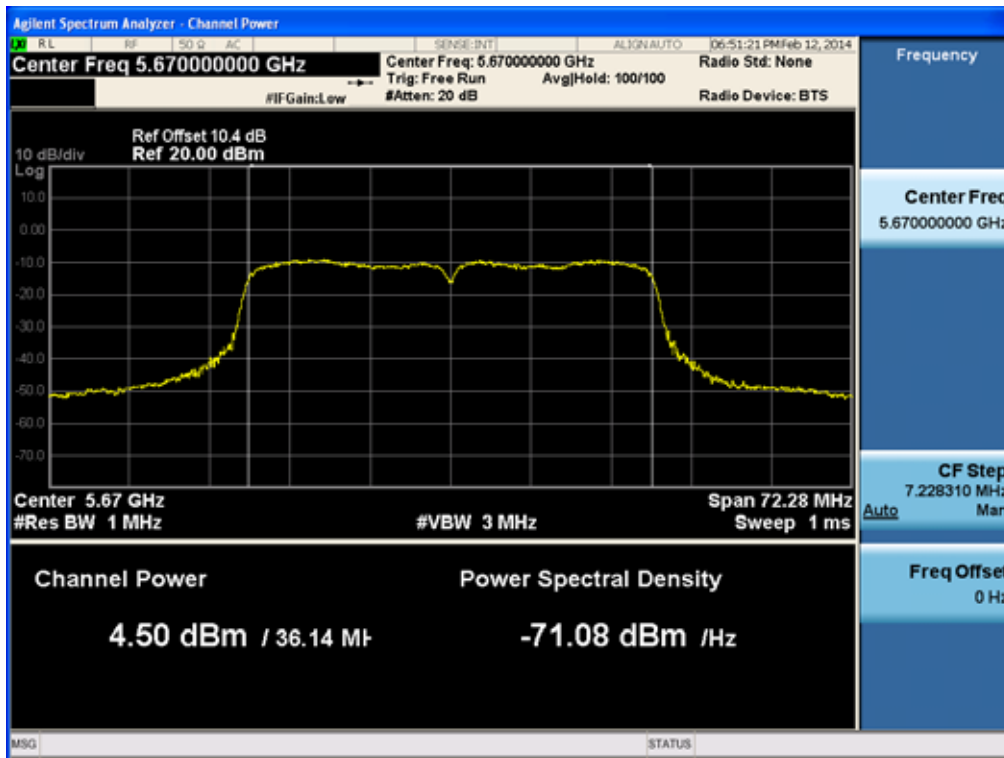 Agilent Spectrum Analyzer - Channel Power
RL RF 50 Ω AC SENSE:INT ALIGNAUTO 06:51:21 PMFeb 12, 2014
Center Freq 5.670000000 GHz
Center Freq: 5.670000000 GHz
Radio Std: None
Trig: Free Run Avg|Hold: 100/100
#IFGain:Low
#Atten: 20 dB
Radio Device: BTS
Frequency
Ref Offset 10.4 dB
10 dB/div Ref 20.00 dBm
Log
10.0
0.00
-10.0
-20.0
-30.0
-40.0
-50.0
-60.0
-70.0
Center 5.67 GHz Span 72.28 MHz
#Res BW 1 MHz #VBW 3 MHz Sweep 1 ms
Channel Power Power Spectral Density
4.50 dBm / 36.14 MH -71.08 dBm /Hz
Center Freq
5.670000000 GHz
CF Step
7.228310 MHz
Auto Man
Freq Offset
0 Hz
MSG STATUS